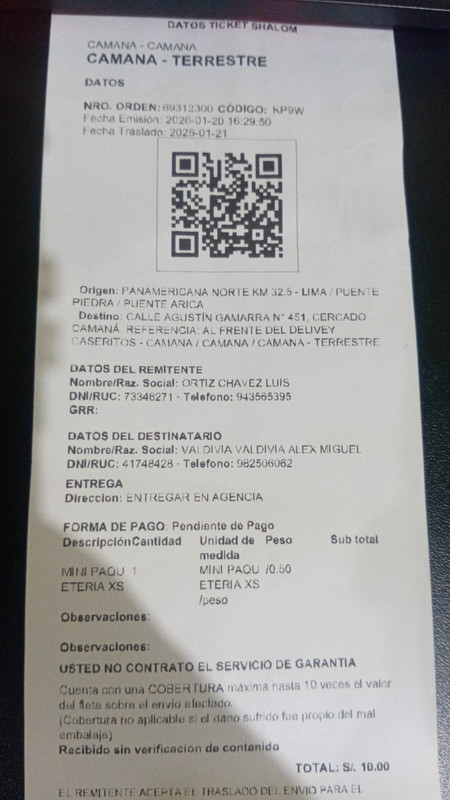 DATOS TICKET SHALOM
CAMANA - CAMANA
CAMANA - TERRESTRE
DATOS
NRO. ORDEN: 69312300 CÓDIGO: KP9W
Fecha Emisión: 2026-01-20 16:29:50
Fecha Traslado: 2026-01-21
Origen: PANAMERICANA NORTE KM 32.5 - LIMA / PUENTE
PIEDRA / PUENTE ARICA
Destino: CALLE AGUSTÍN GAMARRA N° 451, CERCADO
CAMANÁ. REFERENCIA: AL FRENTE DEL DELIVEY
CASERITOS - CAMANA / CAMANA / CAMANA - TERRESTRE
DATOS DEL REMITENTE
Nombre/Raz. Social: ORTIZ CHAVEZ LUIS
DNI/RUC: 73346271 - Telefono: 943565395
GRR:
DATOS DEL DESTINATARIO
Nombre/Raz. Social: VALDIVIA VALDIVIA ALEX MIGUEL
DNI/RUC: 41748428 - Telefono: 982506062
ENTREGA
Direccion: ENTREGAR EN AGENCIA
FORMA DE PAGO: Pendiente de Pago
DescripciónCantidad Unidad de Peso Sub total
medida
MINI PAQU 1 MINI PAQU /0.50
ETERIA XS ETERIA XS
/peso
Observaciones:
Observaciones:
USTED NO CONTRATO EL SERVICIO DE GARANTIA
Cuenta con una COBERTURA máxima hasta 10 veces el valor
del flete sobre el envío afectado.
(Cobertura no aplicable si el daño sufrido fue propio del mal
embalaje)
Recibido sin verificación de contenido
TOTAL: S/. 10.00
EL REMITENTE ACEPTA EL TRASLADO DEL ENVIO PARA EL